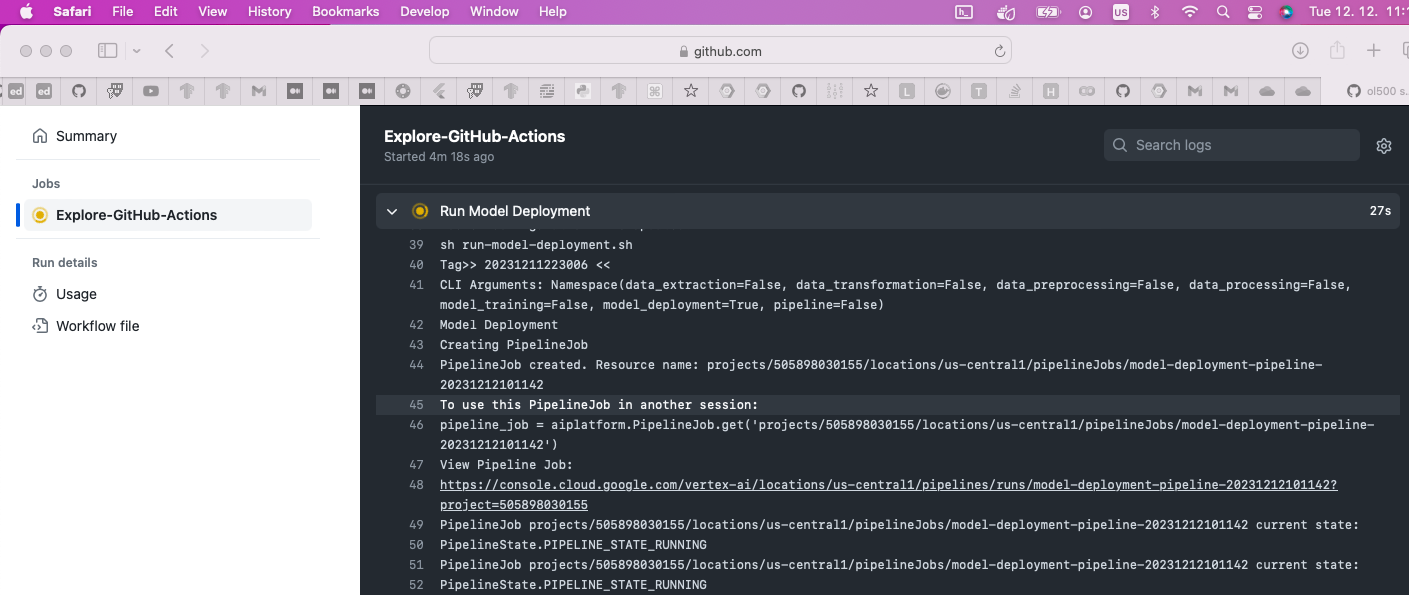 Safari File Edit View History Bookmarks Develop Window Help US Tue 12. 12. 11:
github.com
ed ed L T H ol500 s.
Summary
Jobs
Explore-GitHub-Actions
Run details
Usage
Workflow file
Explore-GitHub-Actions
Started 4m 18s ago
Search logs
Run Model Deployment 27s
39 sh run-model-deployment.sh
40 Tag>> 20231211223006 <<
41 CLI Arguments: Namespace(data_extraction=False, data_transformation=False, data_preprocessing=False, data_processing=False,
model_training=False, model_deployment=True, pipeline=False)
42 Model Deployment
43 Creating PipelineJob
44 PipelineJob created. Resource name: projects/505898030155/locations/us-central1/pipelineJobs/model-deployment-pipeline-
20231212101142
45 To use this PipelineJob in another session:
46 pipeline_job = aiplatform.PipelineJob.get('projects/505898030155/locations/us-central1/pipelineJobs/model-deployment-pipeline-
20231212101142')
47 View Pipeline Job:
48 https://console.cloud.google.com/vertex-ai/locations/us-central1/pipelines/runs/model-deployment-pipeline-20231212101142?
project=505898030155
49 PipelineJob projects/505898030155/locations/us-central1/pipelineJobs/model-deployment-pipeline-20231212101142 current state:
50 PipelineState.PIPELINE_STATE_RUNNING
51 PipelineJob projects/505898030155/locations/us-central1/pipelineJobs/model-deployment-pipeline-20231212101142 current state:
52 PipelineState.PIPELINE_STATE_RUNNING